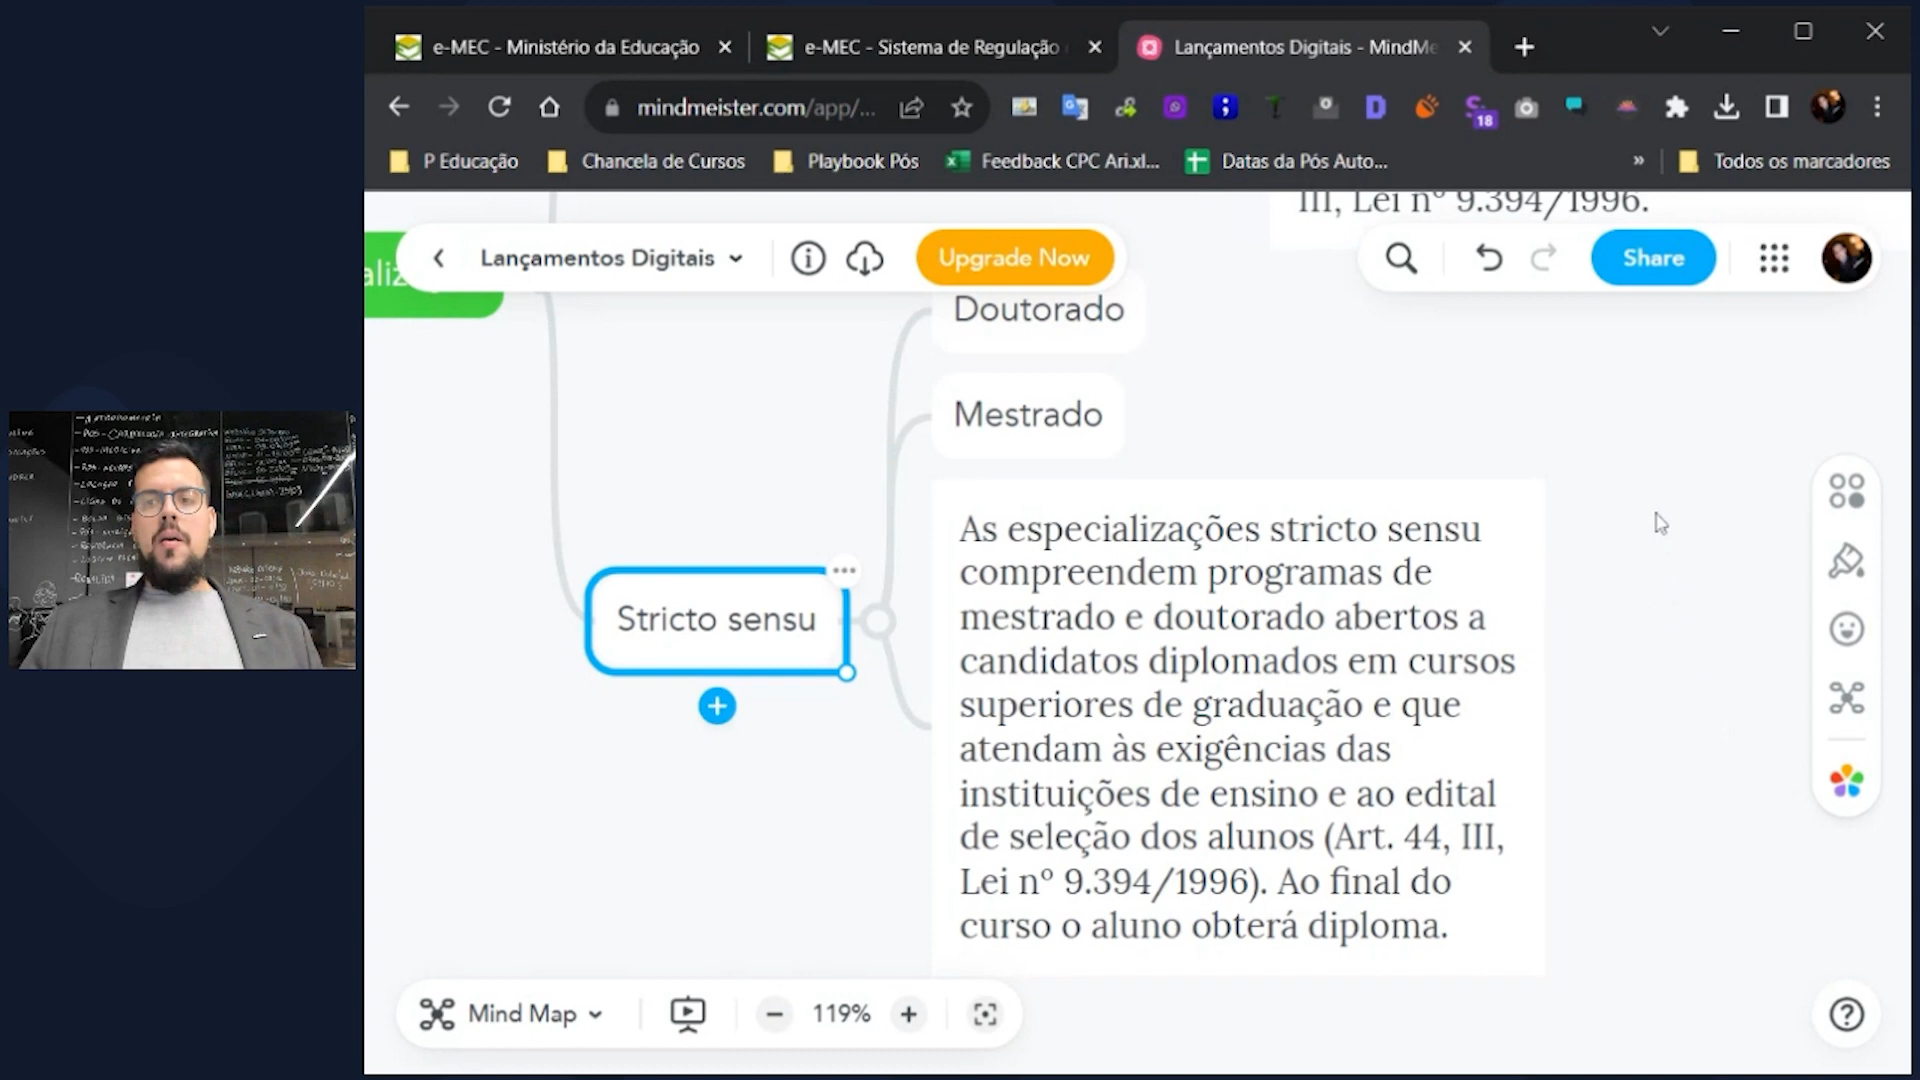 e-MEC - Ministério da Educação
e-MEC - Sistema de Regulação
Lançamentos Digitais - MindMe
mindmeister.com/app/...
18
P Educação
Chancela de Cursos
Playbook Pós
Feedback CPC Ari.xl...
Datas da Pós Auto...
»
Todos os marcadores
III, Lei nº 9.394/1996.
Lançamentos Digitais
Upgrade Now
Share
Doutorado
Mestrado
Stricto sensu
As especializações stricto sensu
compreendem programas de
mestrado e doutorado abertos a
candidatos diplomados em cursos
superiores de graduação e que
atendam às exigências das
instituições de ensino e ao edital
de seleção dos alunos (Art. 44, III,
Lei nº 9.394/1996). Ao final do
curso o aluno obterá diploma.
Mind Map
119%